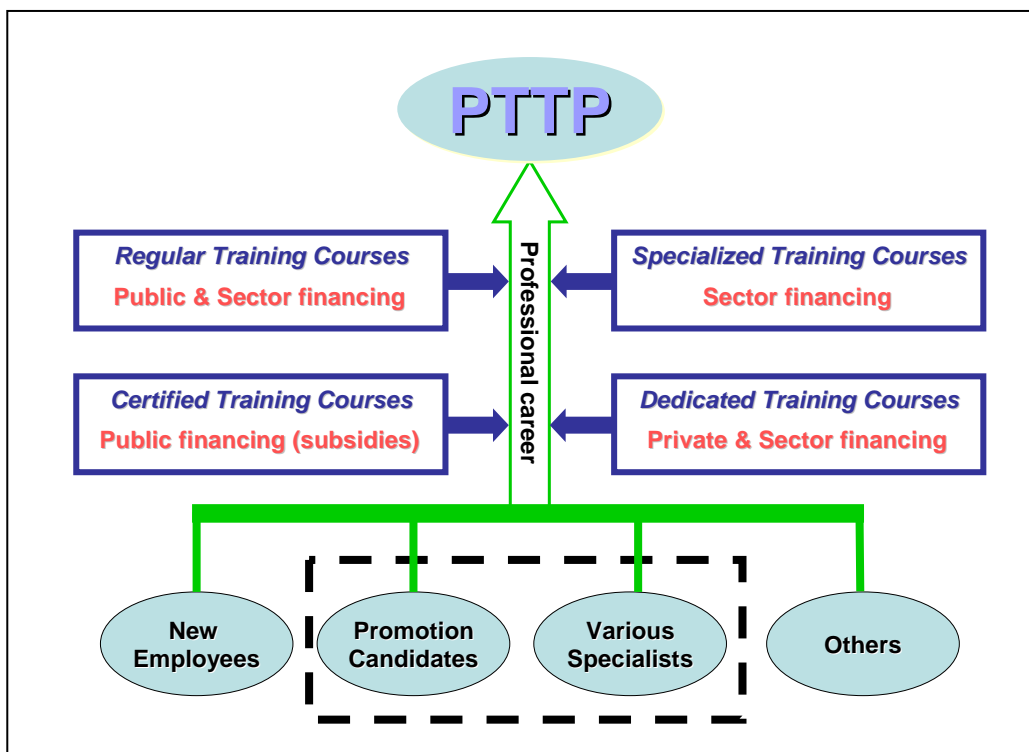 PTTP
Regular Training Courses
Public & Sector financing
Specialized Training Courses
Sector financing
Professional career
Certified Training Courses
Public financing (subsidies)
Dedicated Training Courses
Private & Sector financing
New
Employees
Promotion
Candidates
Various
Specialists
Others